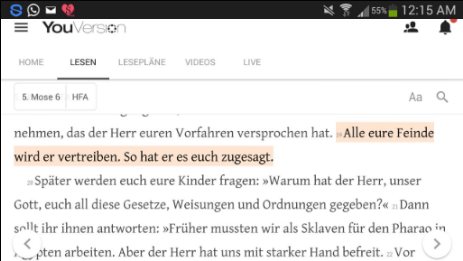 55% 12:15 AM
YouVersion
HOME LESEN LESEPLÄNE VIDEOS LIVE
5. Mose 6 HFA Aa
nehmen, das der Herr euren Vorfahren versprochen hat. 19 Alle eure Feinde
wird er vertreiben. So hat er es euch zugesagt.
20 Später werden euch eure Kinder fragen: »Warum hat der Herr, unser
Gott, euch all diese Gesetze, Weisungen und Ordnungen gegeben?« 21 Dann
sollt ihr ihnen antworten: »Früher mussten wir als Sklaven für den Pharao in
arbeiten. Aber der Herr hat uns mit starker Hand befreit. 22 Vor